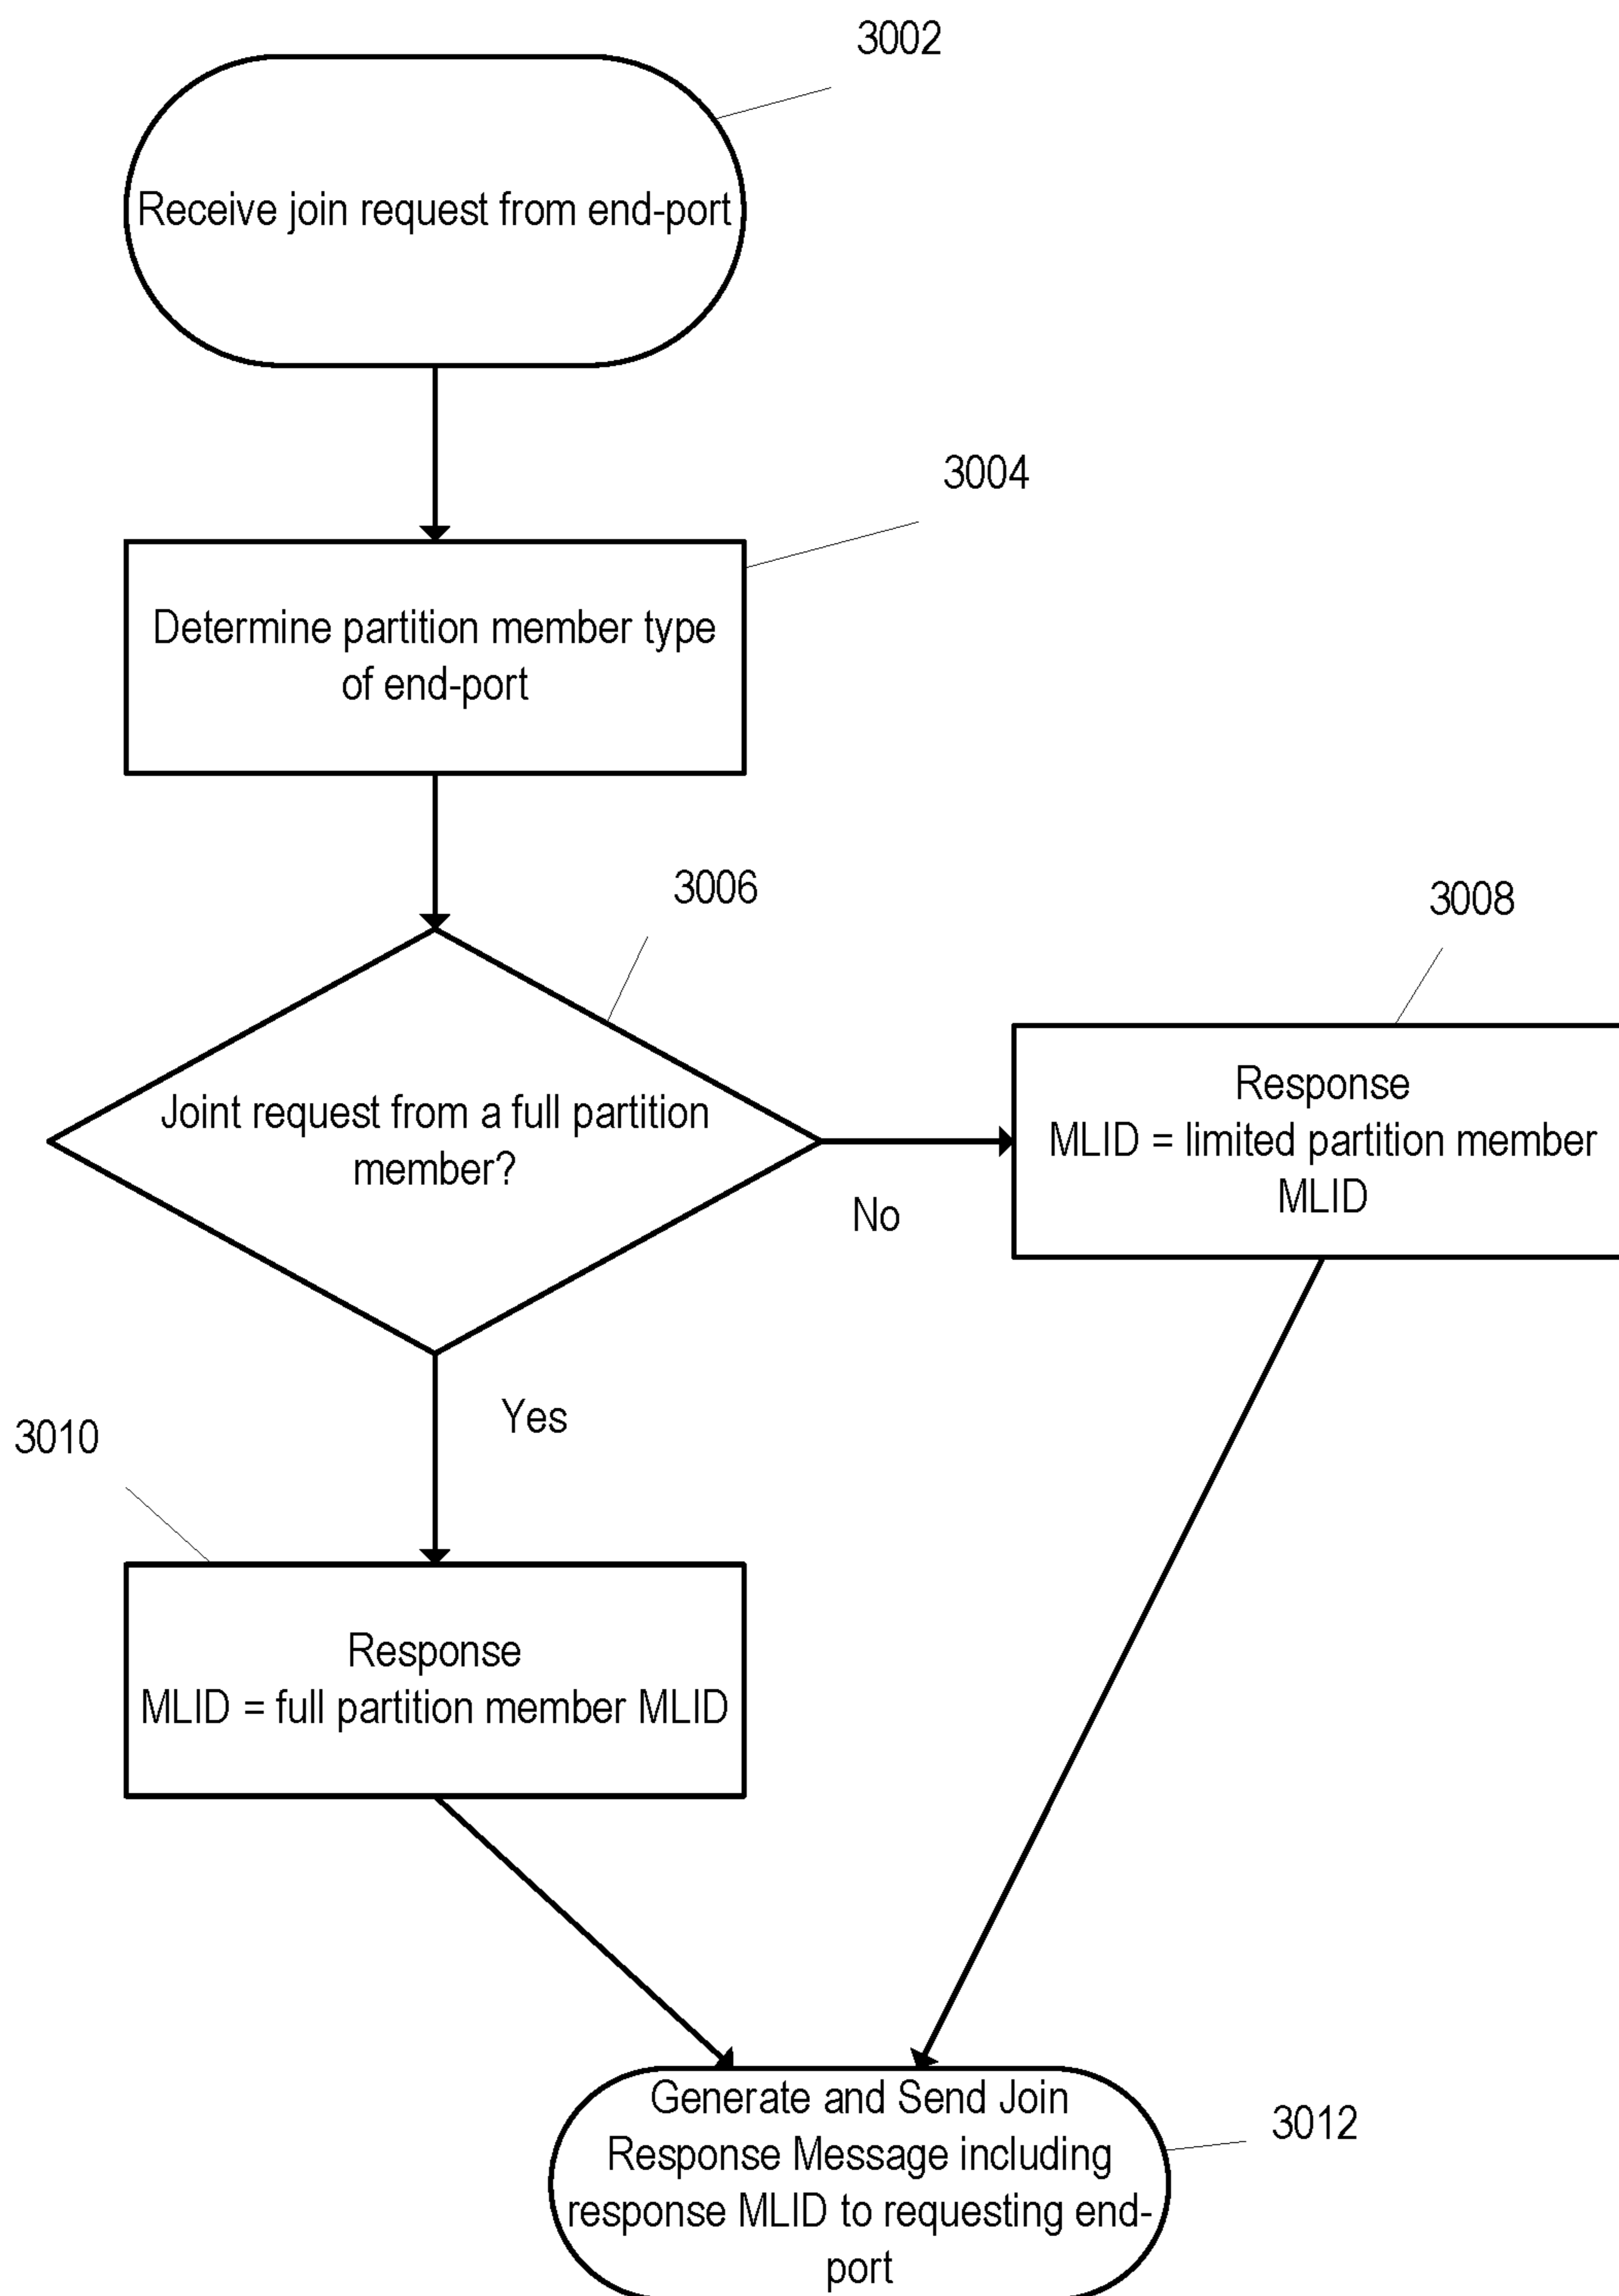 3002
Receive join request from end-port
3004
Determine partition member type
of end-port
3006
Joint request from a full partition
member?
3008
Response
MLID = limited partition member
MLID
No
Yes
3010
Response
MLID = full partition member MLID
Generate and Send Join
Response Message including
response MLID to requesting end-
port
3012